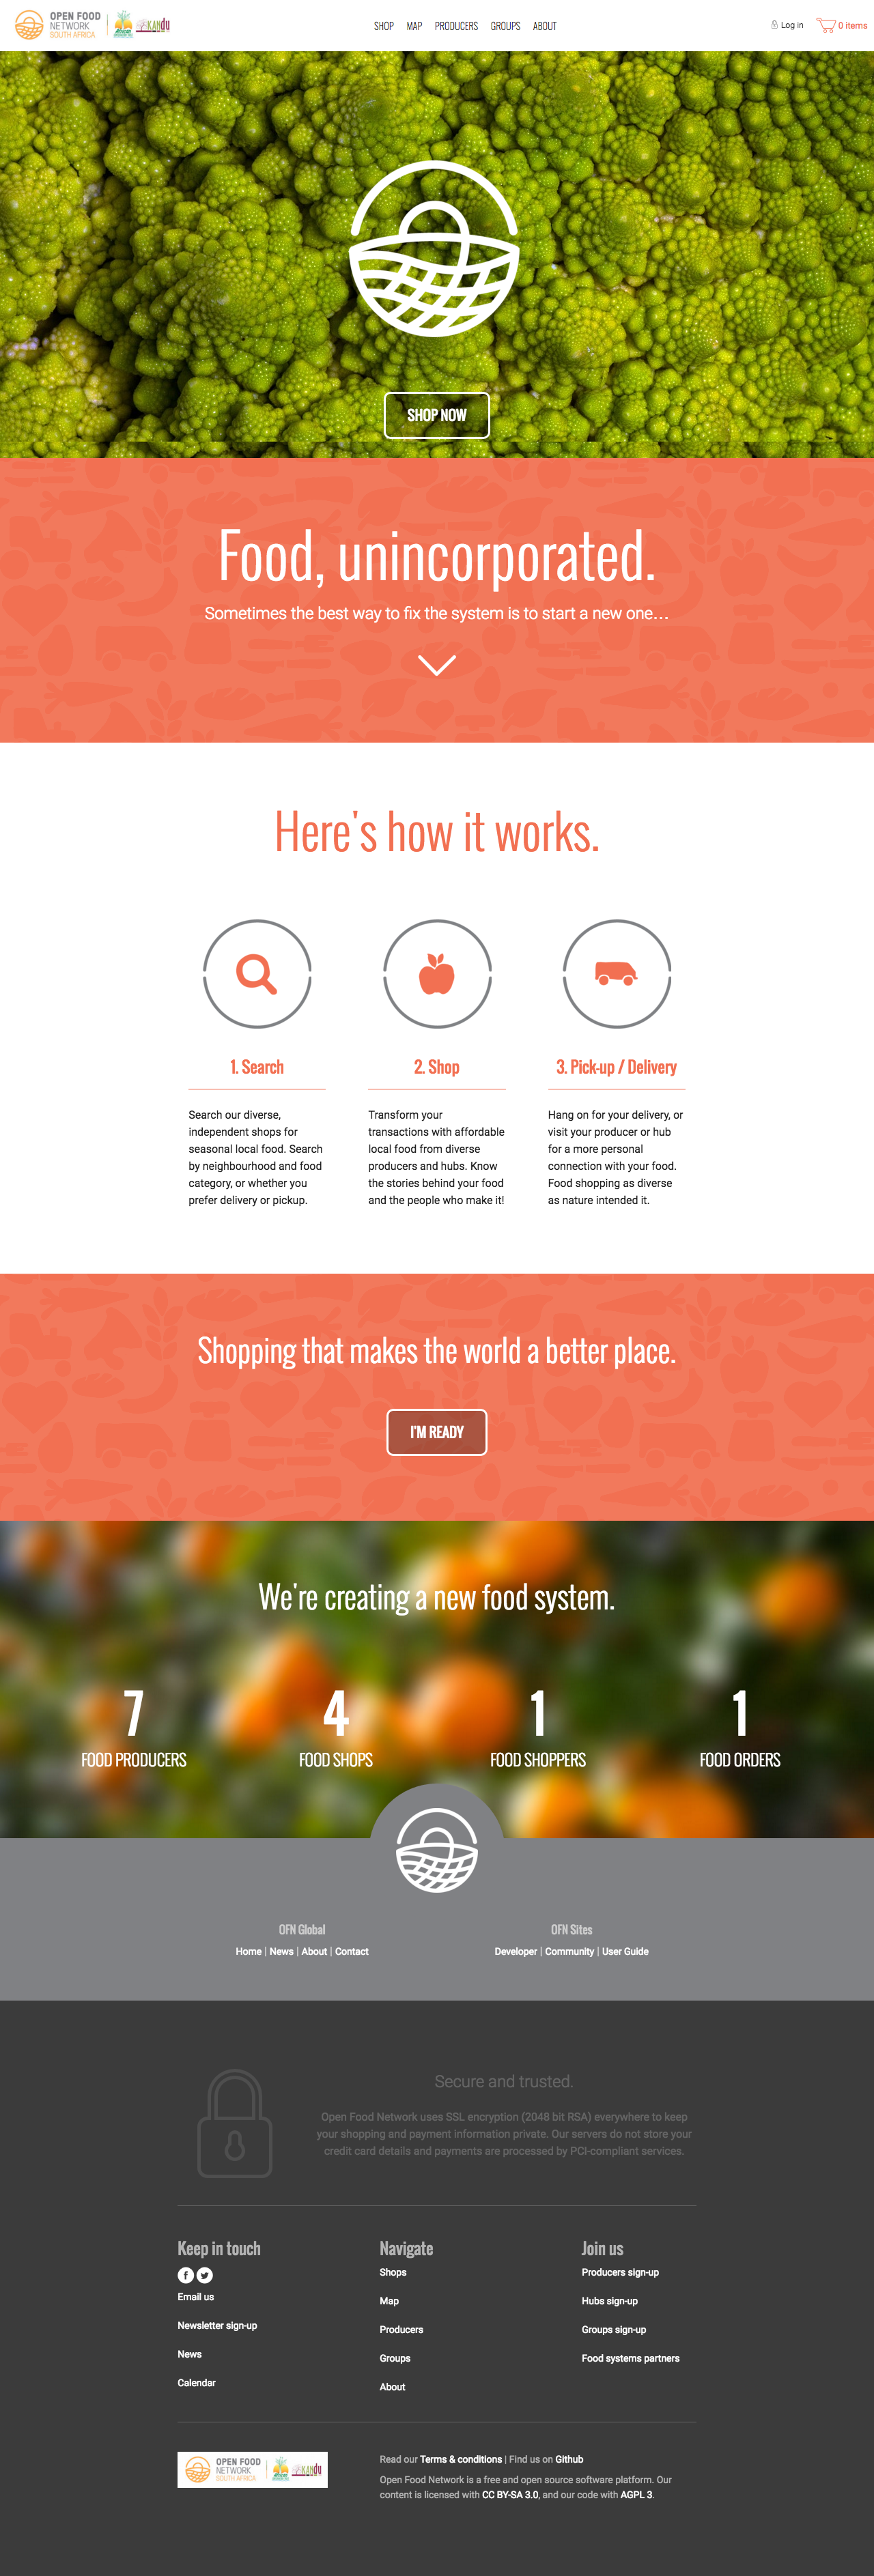 OPEN FOOD
NETWORK
SOUTH AFRICA
KANDU
SHOP MAP PRODUCERS GROUPS ABOUT
Log in
0 items
SHOP NOW
Food, unincorporated.
Sometimes the best way to fix the system is to start a new one…
Here's how it works.
1. Search
Search our diverse,
independent shops for
seasonal local food. Search
by neighbourhood and food
category, or whether you
prefer delivery or pickup.
2. Shop
Transform your
transactions with affordable
local food from diverse
producers and hubs. Know
the stories behind your food
and the people who make it!
3. Pick-up / Delivery
Hang on for your delivery, or
visit your producer or hub
for a more personal
connection with your food.
Food shopping as diverse
as nature intended it.
Shopping that makes the world a better place.
I'M READY
We're creating a new food system.
7
FOOD PRODUCERS
4
FOOD SHOPS
1
FOOD SHOPPERS
1
FOOD ORDERS
OFN Global
Home | News | About | Contact
OFN Sites
Developer | Community | User Guide
Secure and trusted.
Open Food Network uses SSL encryption (2048 bit RSA) everywhere to keep
your shopping and payment information private. Our servers do not store your
credit card details and payments are processed by PCI-compliant services.
Keep in touch
Email us
Newsletter sign-up
News
Calendar
Navigate
Shops
Map
Producers
Groups
About
Join us
Producers sign-up
Hubs sign-up
Groups sign-up
Food systems partners
OPEN FOOD
NETWORK
SOUTH AFRICA
KANDU
Read our Terms & conditions | Find us on Github
Open Food Network is a free and open source software platform. Our
content is licensed with CC BY-SA 3.0, and our code with AGPL 3.